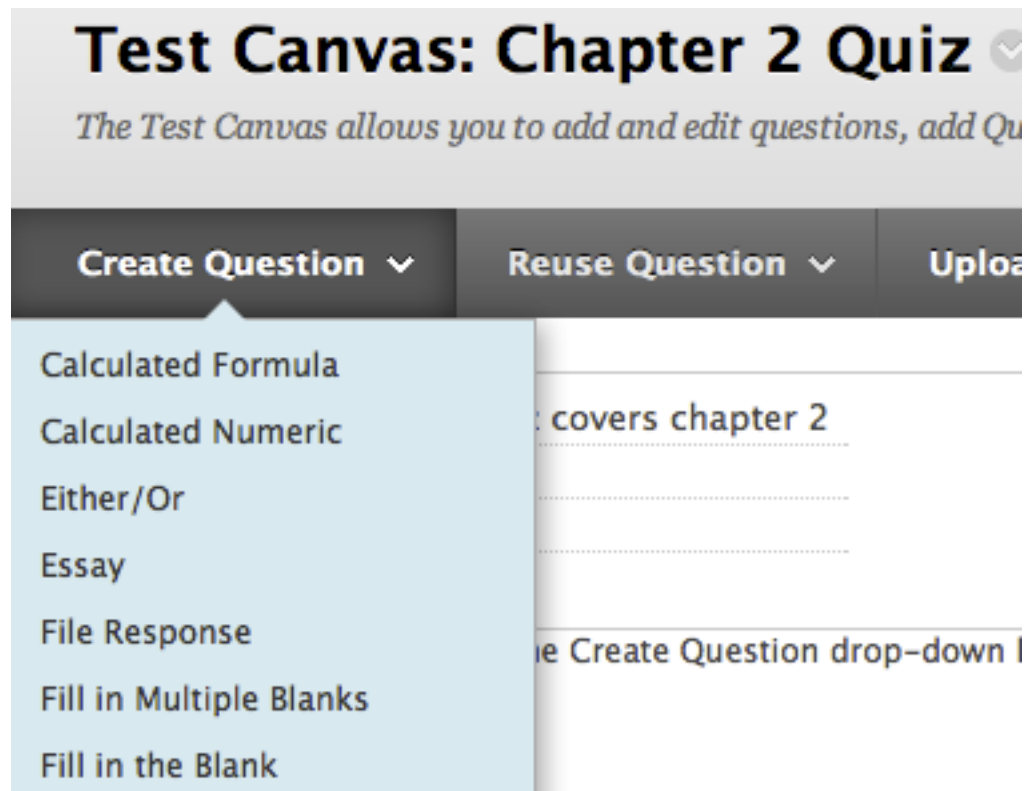 Test Canvas: Chapter 2 Quiz
The Test Canvas allows you to add and edit questions, add
Create Question Reuse Question
Calculated Formula
Calculated Numeric
covers chapter 2
Either/Or
Essay
File Response
Create Question drop-down
Fill in Multiple Blanks
Fill in the Blank